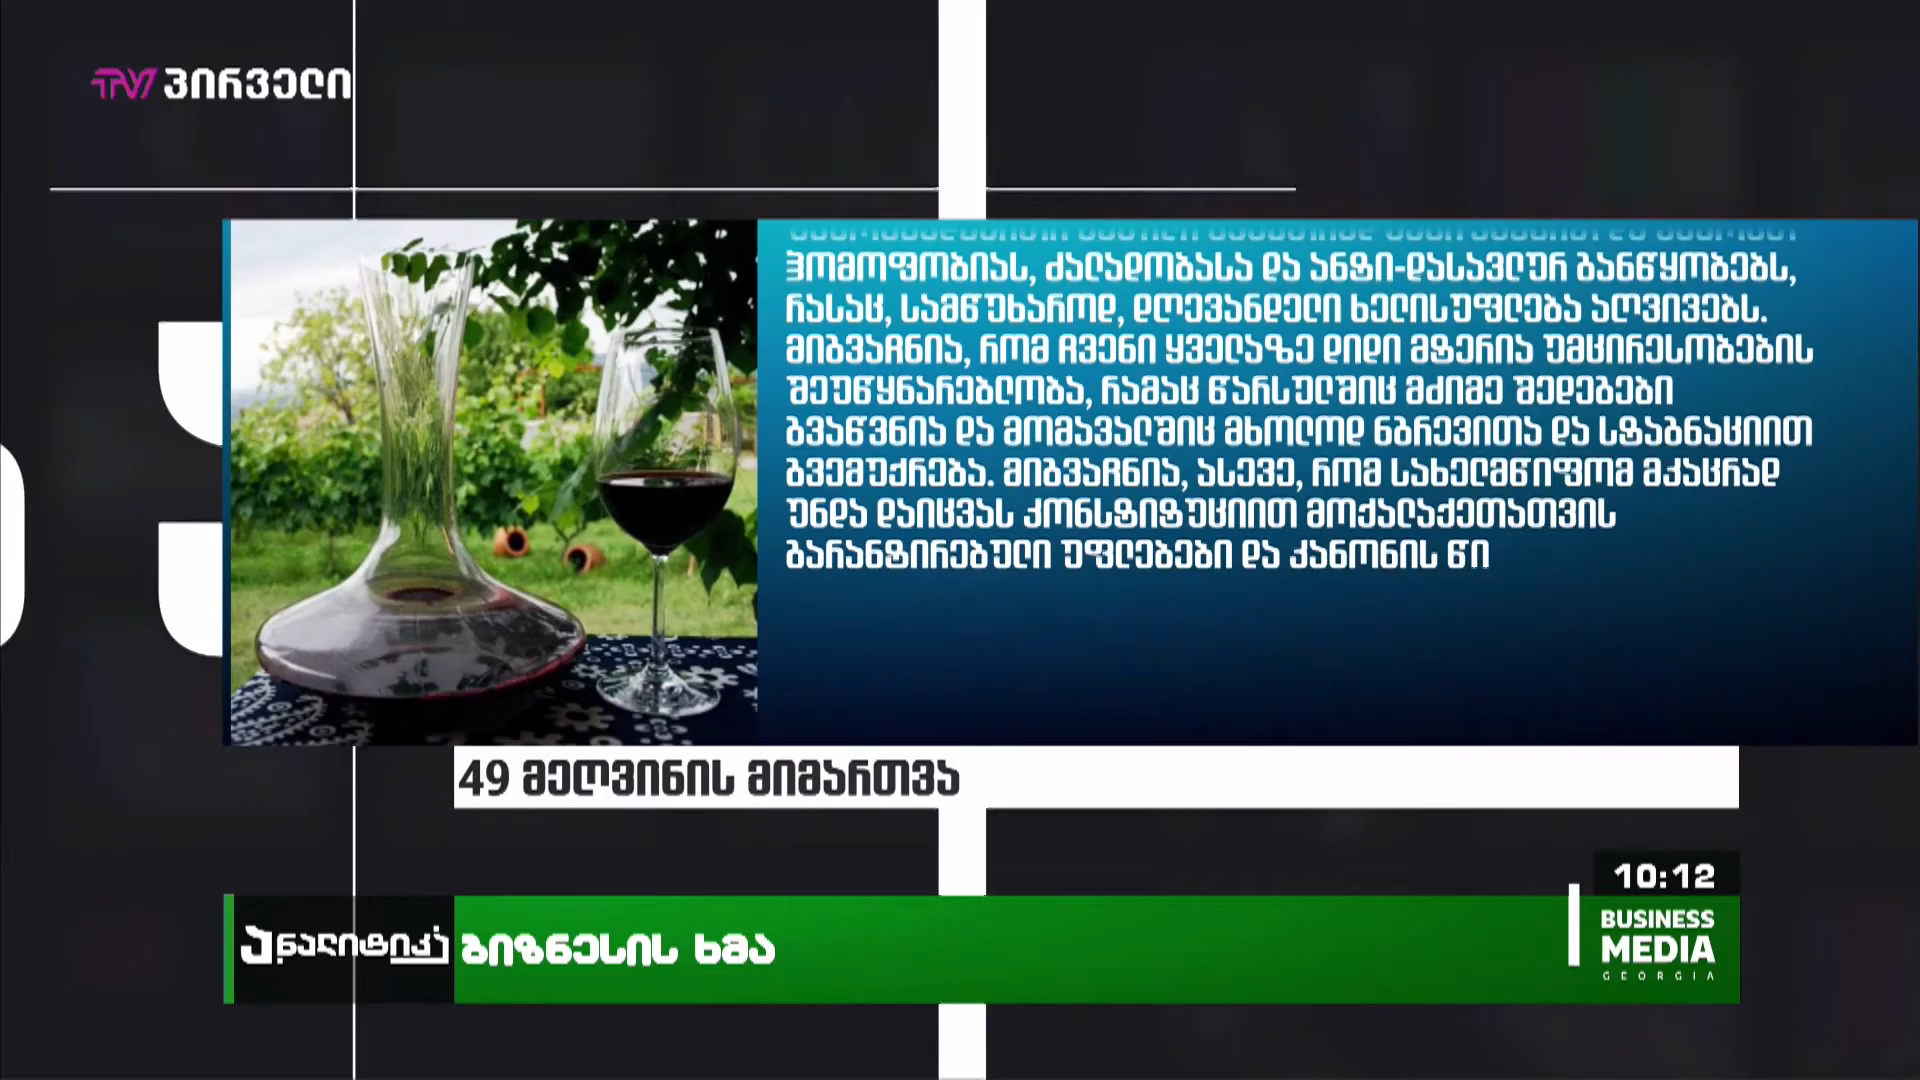 TV პირველი
ჰომოფობიას, ძალადობასა და ანტი-დასავლურ განწყობებს,
რასაც, სამწუხაროდ, დღევანდელი ხელისუფლება აღვივებს.
მიგვაჩნია, რომ ჩვენი ყველაზე დიდი მტერია უმცირესობების
შეუწყნარებლობა, რამაც წარსულშიც მძიმე შედეგები
გვაწვნია და მომავალშიც მხოლოდ ნგრევითა და სტაგნაციით
გვემუქრება. მიგვაჩნია, ასევე, რომ სახელმწიფომ მკაცრად
უნდა დაიცვას კონსტიტუციით მოქალაქეთათვის
გარანტირებული უფლებები და კანონის წი
49 მეღვინის მიმართვა
10:12
ანალიტიკა ბიზნესის ხმა
BUSINESS
MEDIA
GEORGIA